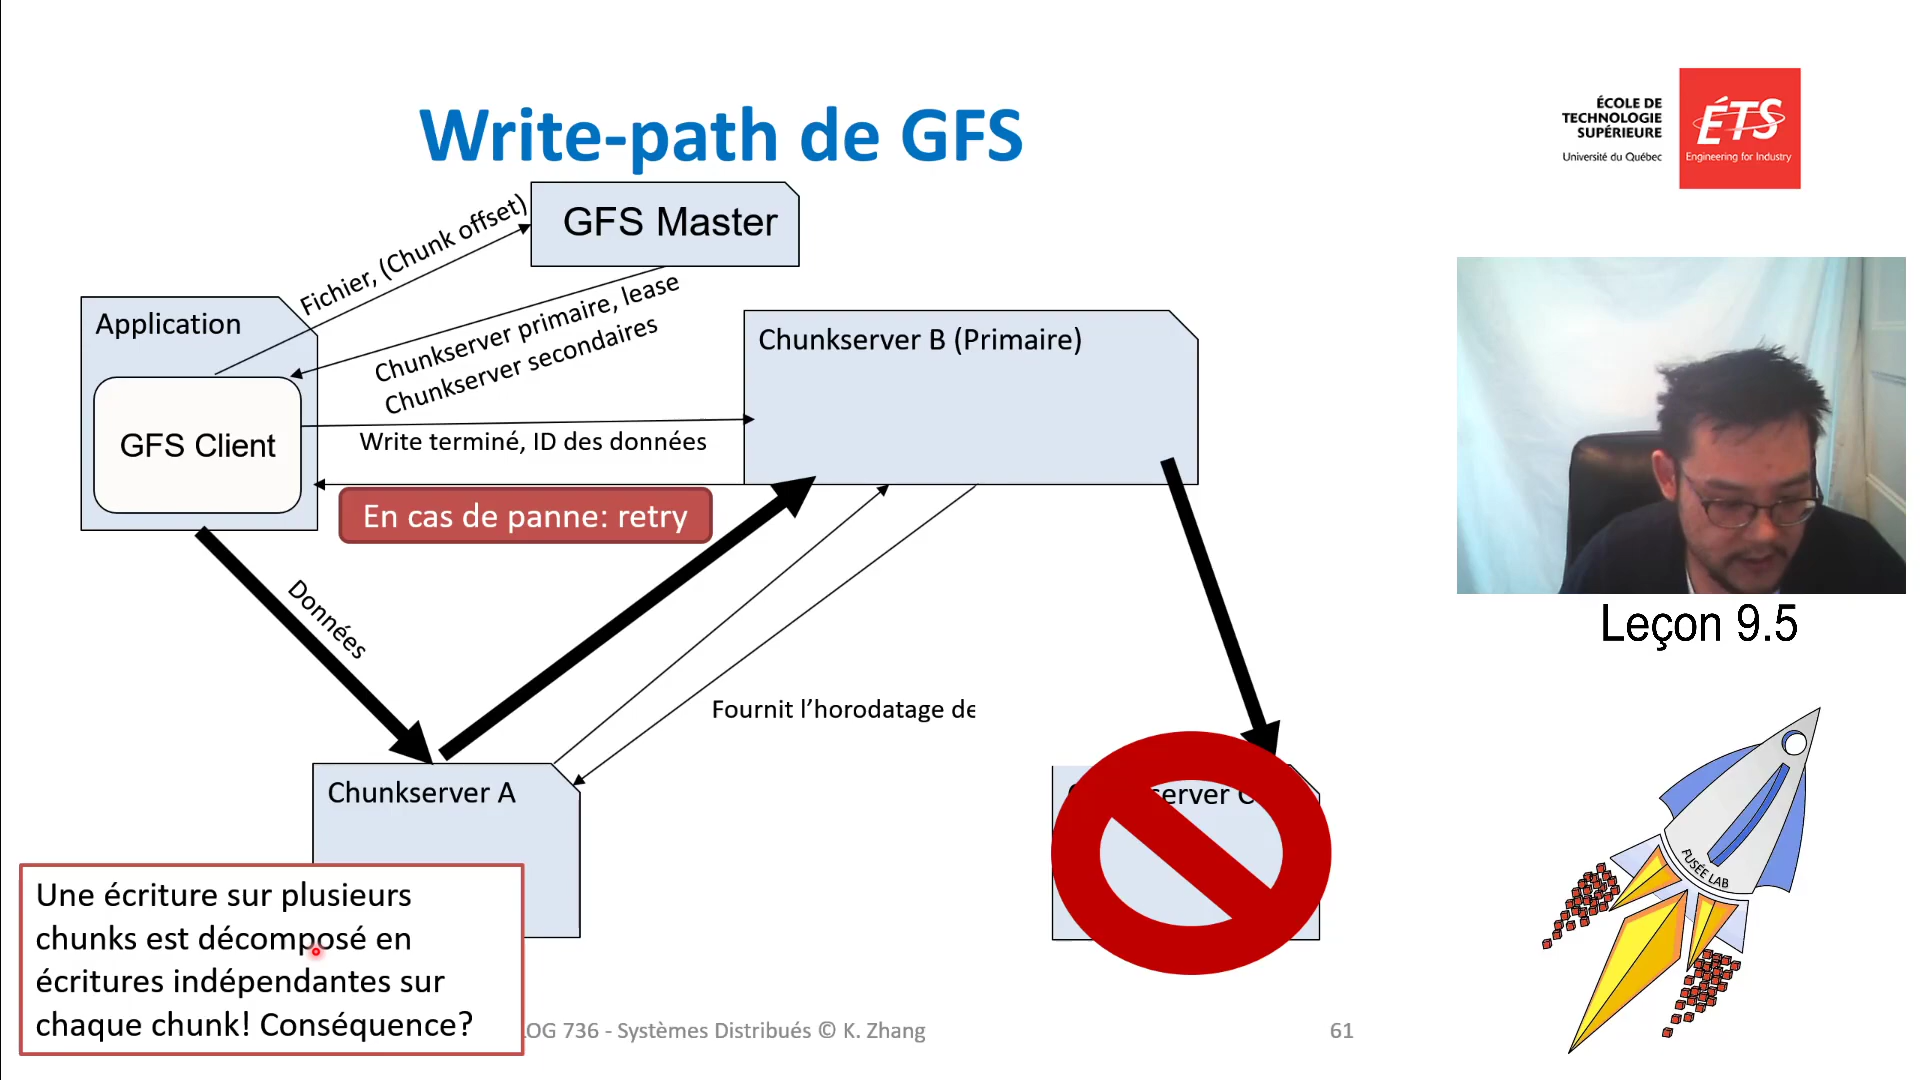 Write-path de GFS
ÉCOLE DE
TECHNOLOGIE
SUPÉRIEURE
Université du Québec
ÉTS
Engineering for Industry
GFS Master
Fichier, (Chunk offset)
Chunkserver primaire, lease
Chunkserver secondaires
Application
GFS Client
Chunkserver B (Primaire)
Write terminé, ID des données
En cas de panne: retry
Données
Fournit l’horodatage de
Leçon 9.5
Chunkserver A
server C
Une écriture sur plusieurs
chunks est décomposé en
écritures indépendantes sur
chaque chunk! Conséquence?
OG 736 - Systèmes Distribués © K. Zhang
61
FUSÉE LAB